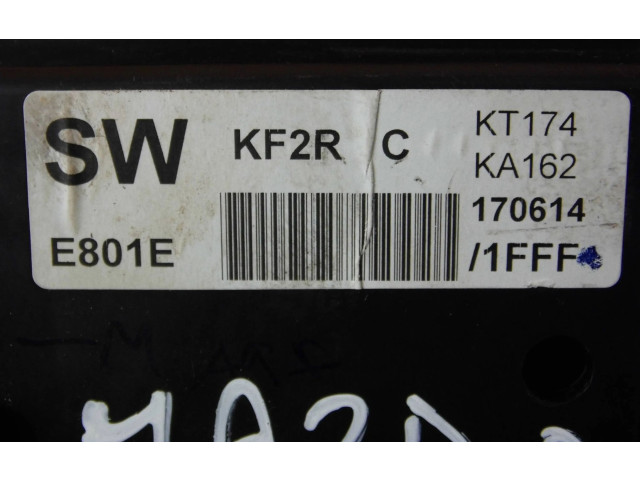 SW KF2R C KT174
KA162
170614
E801E /1FFF